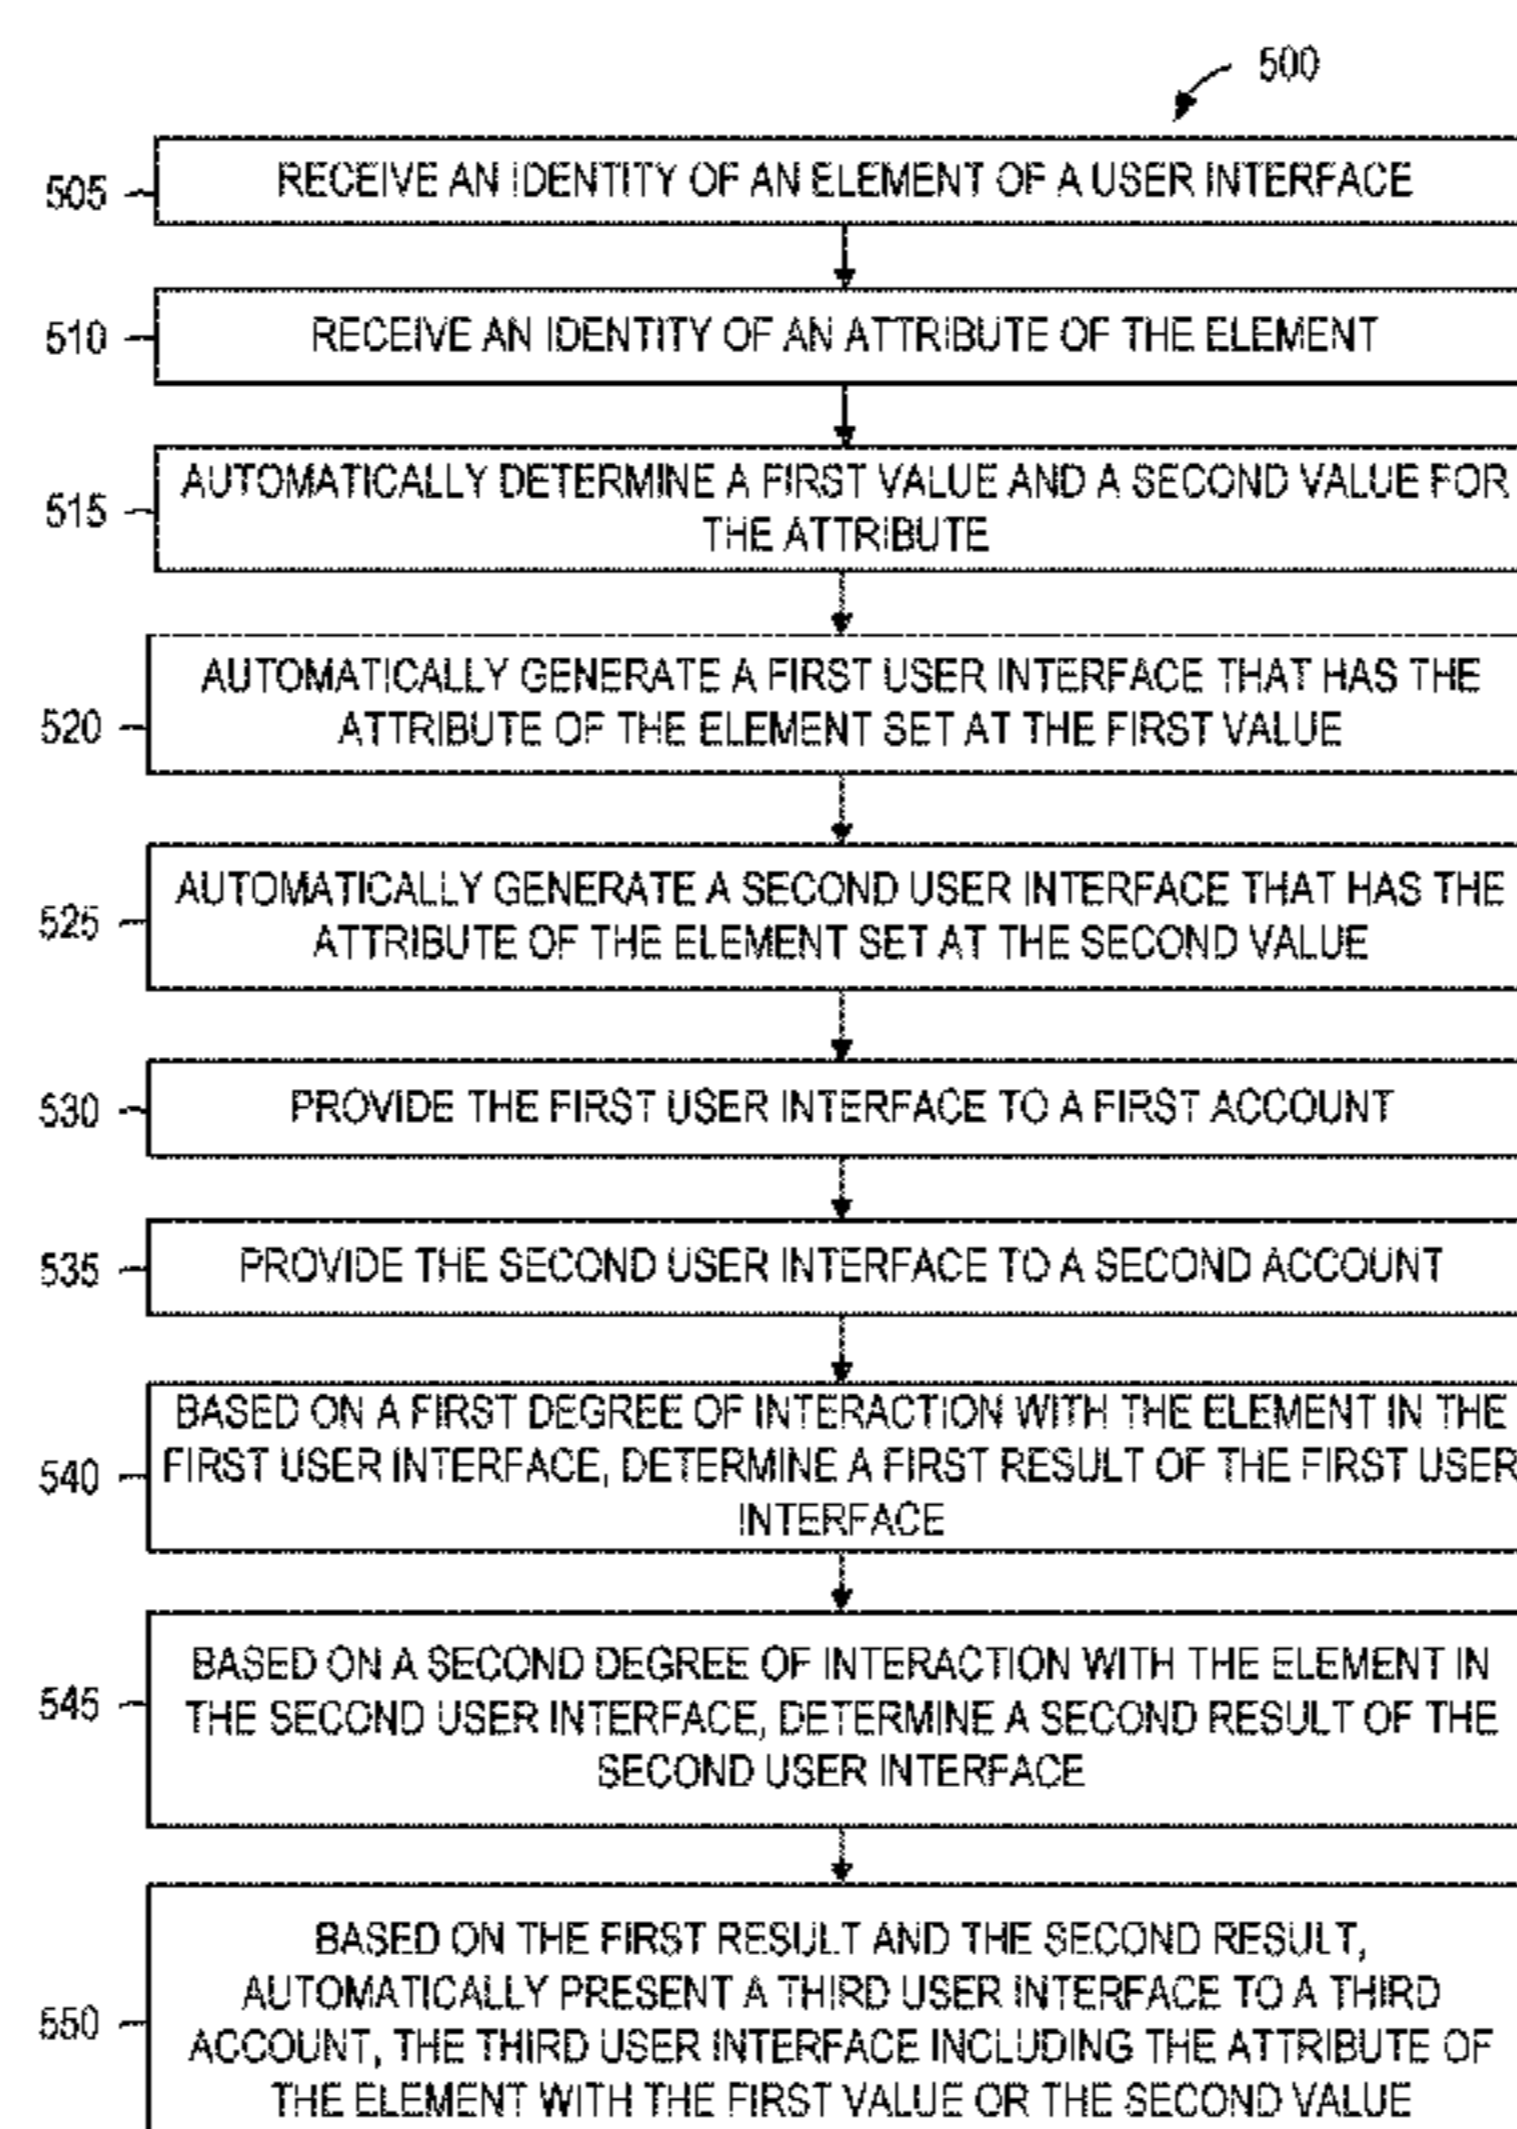 500
505
RECEIVE AN IDENTITY OF AN ELEMENT OF A USER INTERFACE
510
RECEIVE AN IDENTITY OF AN ATTRIBUTE OF THE ELEMENT
515
AUTOMATICALLY DETERMINE A FIRST VALUE AND A SECOND VALUE FOR
THE ATTRIBUTE
520
AUTOMATICALLY GENERATE A FIRST USER INTERFACE THAT HAS THE
ATTRIBUTE OF THE ELEMENT SET AT THE FIRST VALUE
525
AUTOMATICALLY GENERATE A SECOND USER INTERFACE THAT HAS THE
ATTRIBUTE OF THE ELEMENT SET AT THE SECOND VALUE
530
PROVIDE THE FIRST USER INTERFACE TO A FIRST ACCOUNT
535
PROVIDE THE SECOND USER INTERFACE TO A SECOND ACCOUNT
540
BASED ON A FIRST DEGREE OF INTERACTION WITH THE ELEMENT IN THE
FIRST USER INTERFACE, DETERMINE A FIRST RESULT OF THE FIRST USER
INTERFACE
545
BASED ON A SECOND DEGREE OF INTERACTION WITH THE ELEMENT IN
THE SECOND USER INTERFACE, DETERMINE A SECOND RESULT OF THE
SECOND USER INTERFACE
550
BASED ON THE FIRST RESULT AND THE SECOND RESULT,
AUTOMATICALLY PRESENT A THIRD USER INTERFACE TO A THIRD
ACCOUNT, THE THIRD USER INTERFACE INCLUDING THE ATTRIBUTE OF
THE ELEMENT WITH THE FIRST VALUE OR THE SECOND VALUE